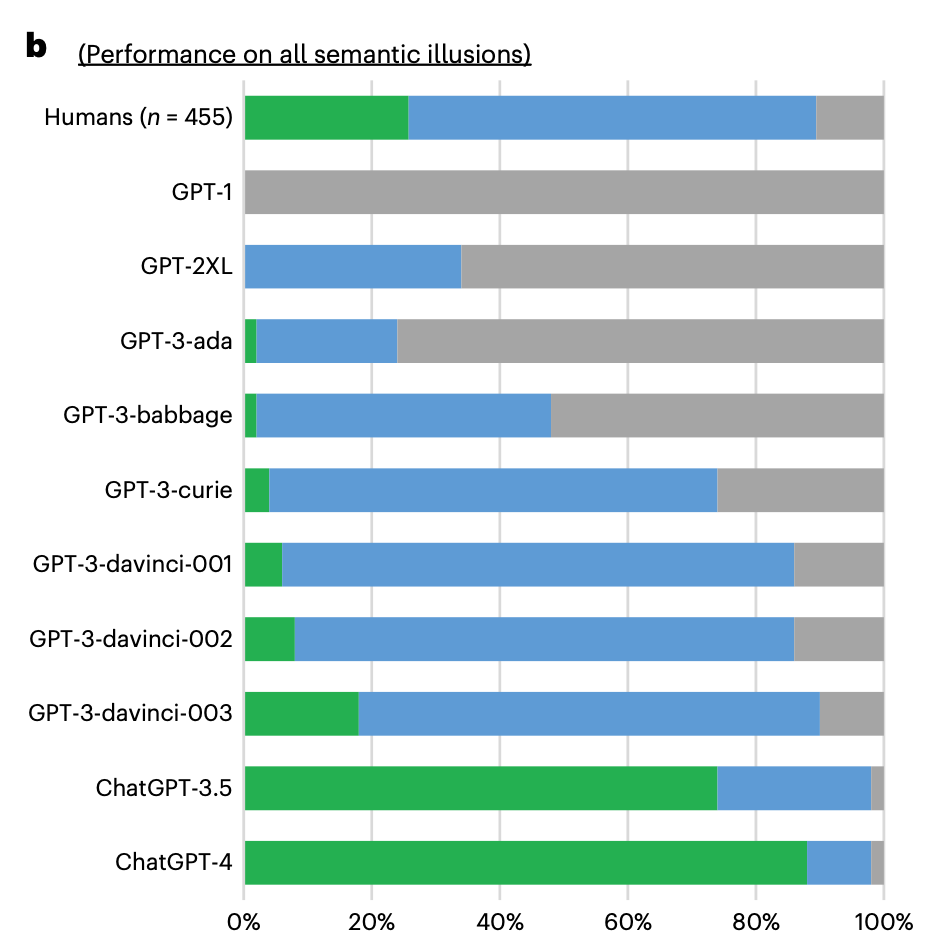 b (Performance on all semantic illusions)
Humans (n = 455)
GPT-1
GPT-2XL
GPT-3-ada
GPT-3-babbage
GPT-3-curie
GPT-3-davinci-001
GPT-3-davinci-002
GPT-3-davinci-003
ChatGPT-3.5
ChatGPT-4
0% 20% 40% 60% 80% 100%